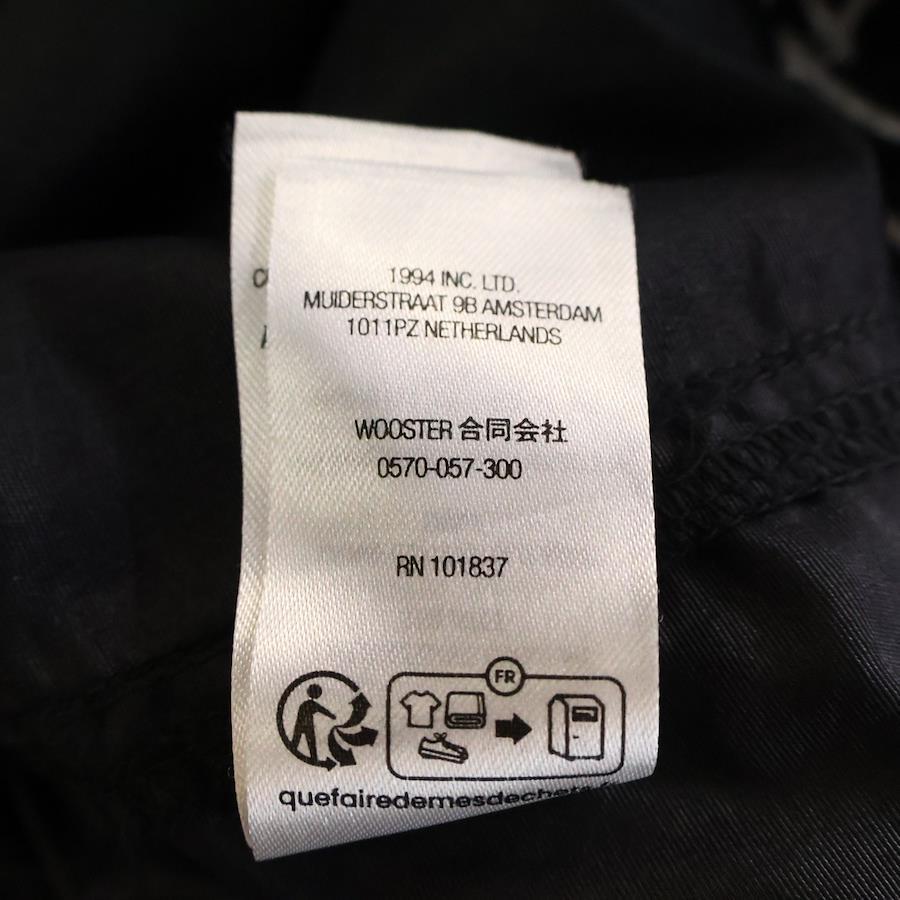 1994 INC. LTD.
MUIDERSTRAAT 9B AMSTERDAM
1011PZ NETHERLANDS
WOOSTER 合同会社
0570-057-300
RN 101837
FR